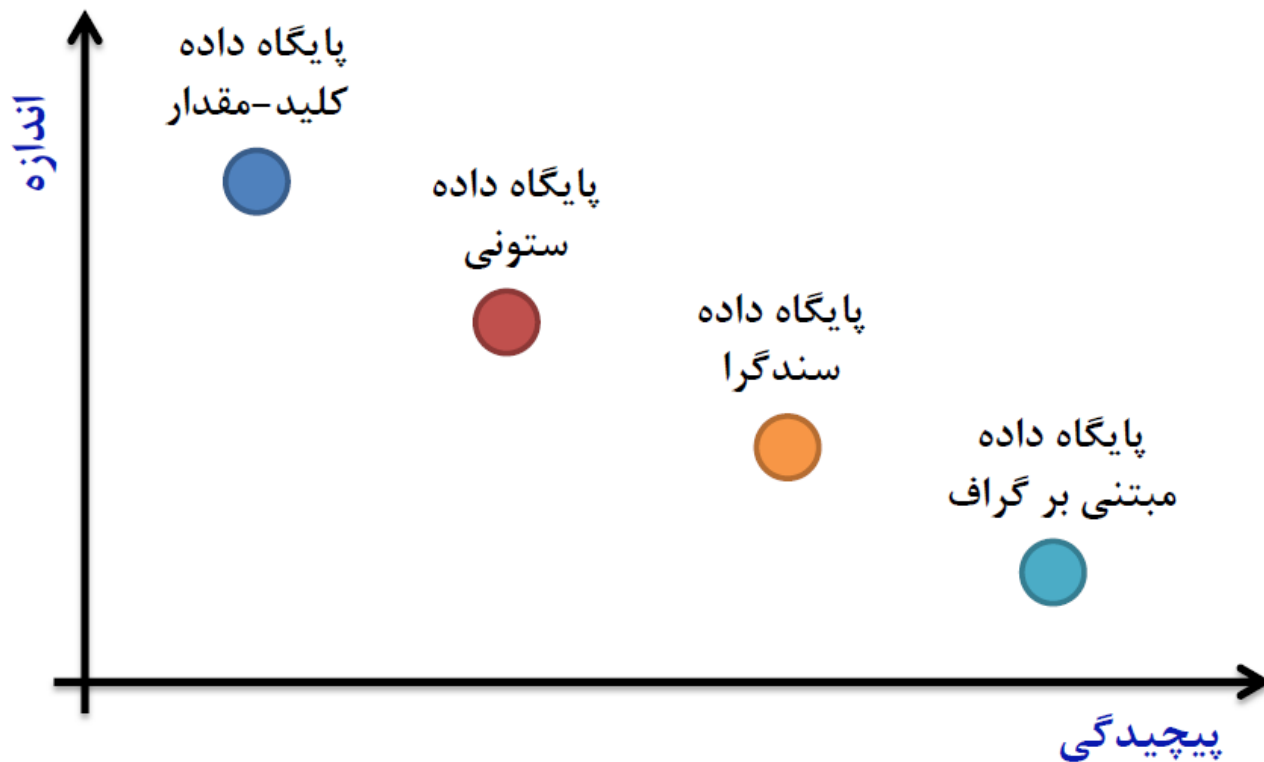 پایگاه داده
کلید-مقدار
اندازه
پایگاه داده
ستونی
پایگاه داده
سندگرا
پایگاه داده
مبتنی بر گراف
پیچیدگی